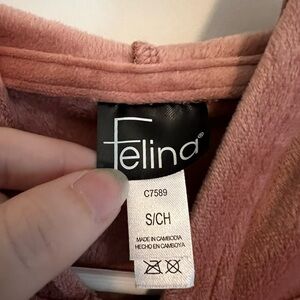 Felina®
C7589
S/CH
MADE IN CAMBODIA
HECHO EN CAMBOYA